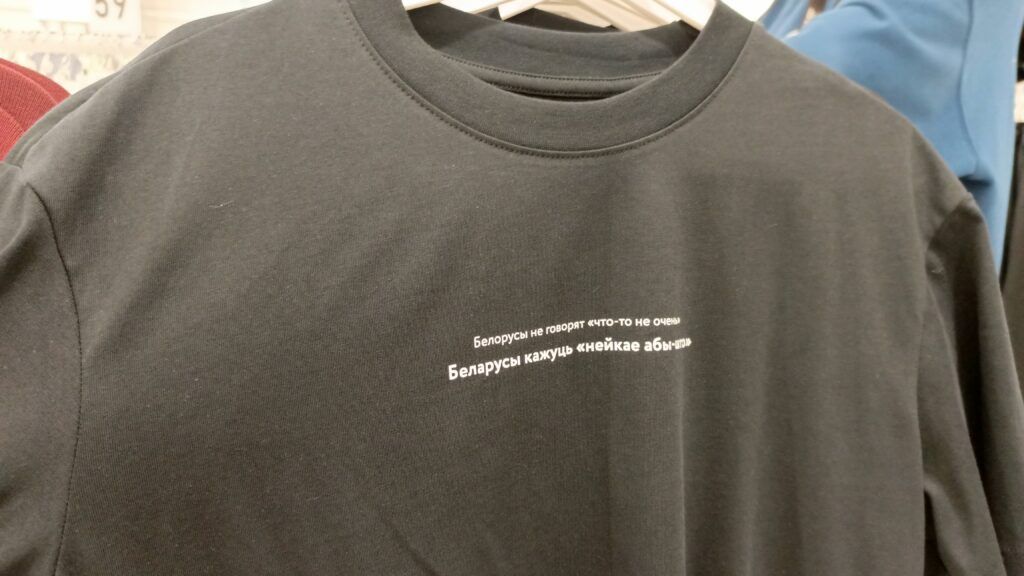 59
Белорусы не говорят «что-то не очень»
Беларусы кажуць «нейкае абы-што»